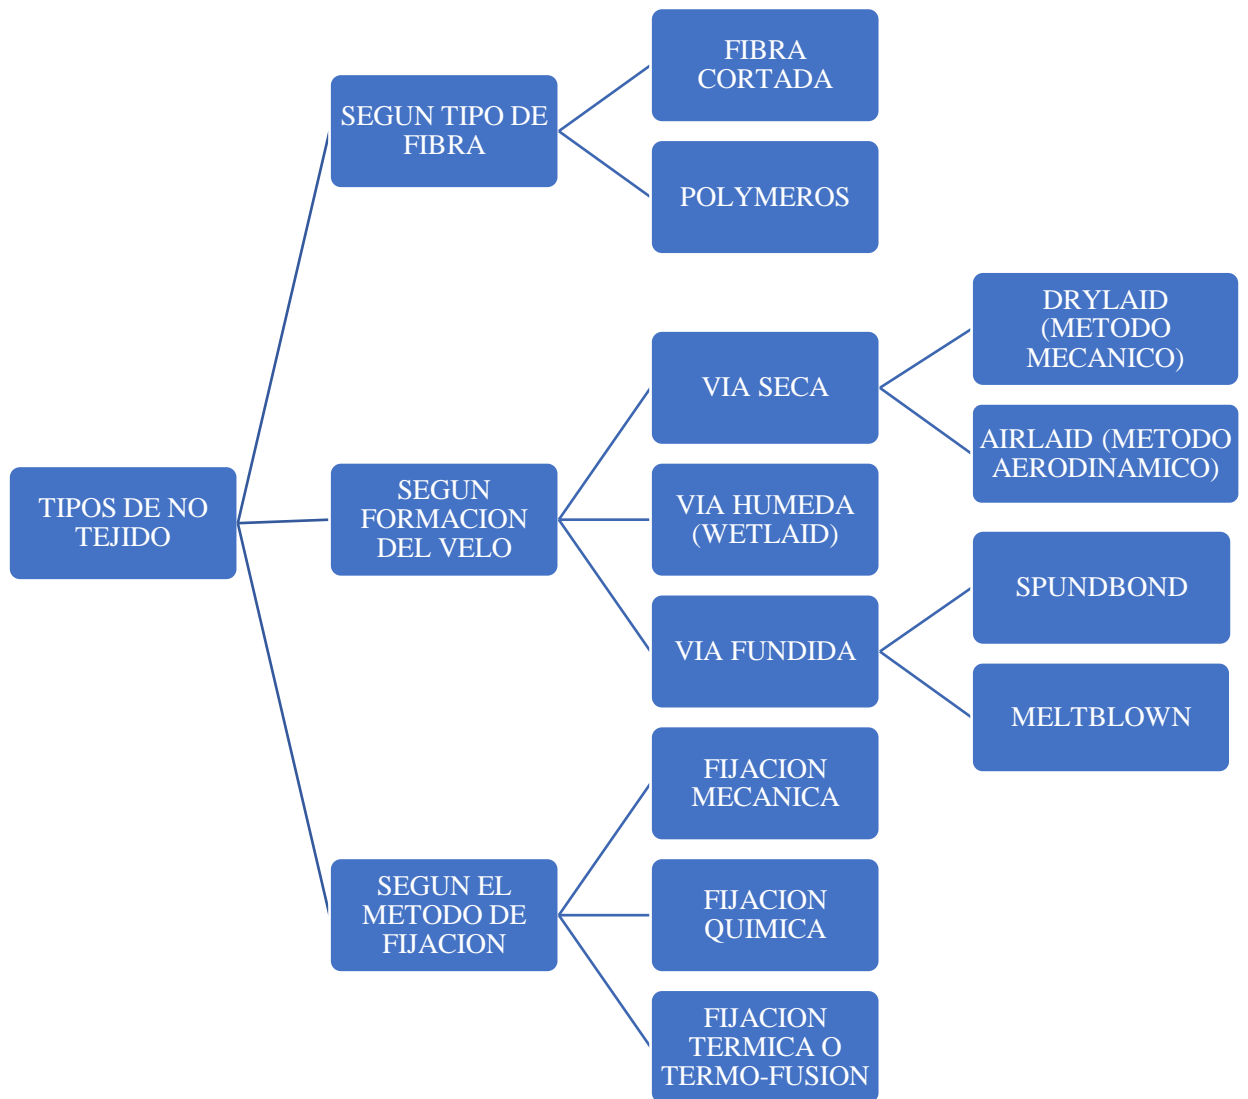 TIPOS DE NO
TEJIDO
SEGUN TIPO DE
FIBRA
FIBRA
CORTADA
POLYMEROS
SEGUN
FORMACION
DEL VELO
VIA SECA
DRYLAID
(METODO
MECANICO)
AIRLAID (METODO
AERODINAMICO)
VIA HUMEDA
(WETLAID)
VIA FUNDIDA
SPUNDBOND
MELTBLOWN
SEGUN EL
METODO DE
FIJACION
FIJACION
MECANICA
FIJACION
QUIMICA
FIJACION
TERMICA O
TERMO-FUSION